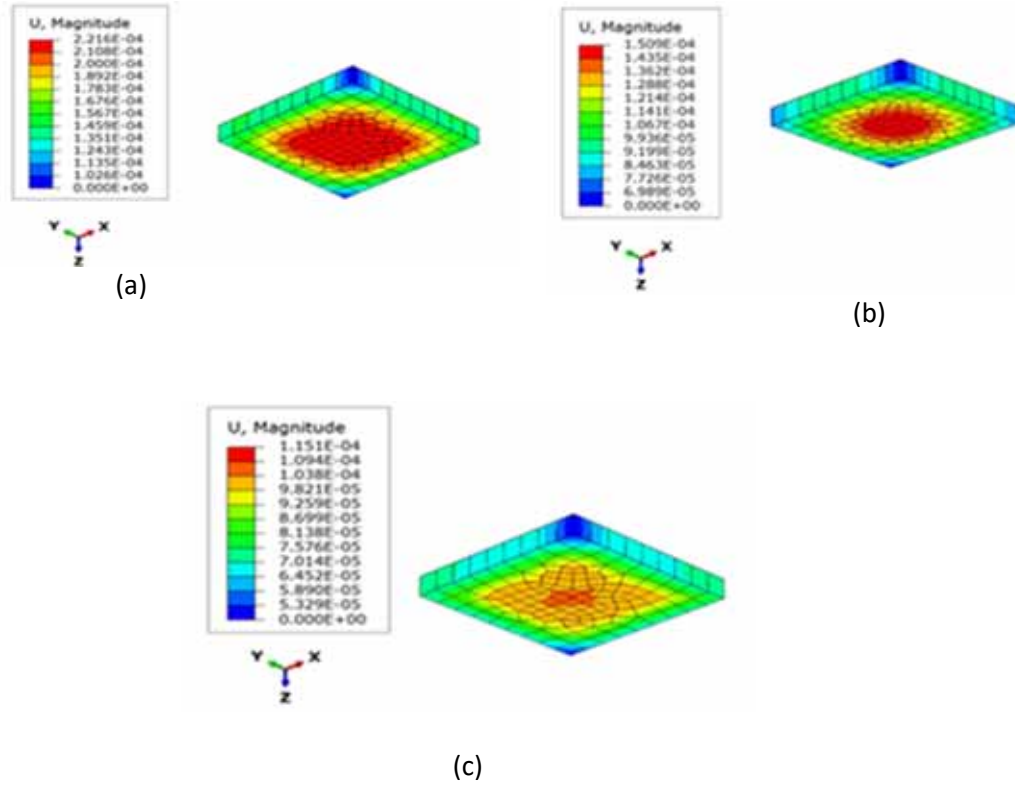 U, Magnitude
2.216E-04
2.108E-04
2.000E-04
1.892E-04
1.783E-04
1.676E-04
1.567E-04
1.459E-04
1.351E-04
1.243E-04
1.135E-04
1.026E-04
0.000E+00
Y X
Z
(a)
U, Magnitude
1.509E-04
1.435E-04
1.362E-04
1.288E-04
1.214E-04
1.141E-04
1.067E-04
9.936E-05
9.199E-05
8.463E-05
7.726E-05
6.989E-05
0.000E+00
Y X
Z
(b)
U, Magnitude
1.151E-04
1.094E-04
1.038E-04
9.821E-05
9.259E-05
8.699E-05
8.138E-05
7.576E-05
7.014E-05
6.452E-05
5.890E-05
5.329E-05
0.000E+00
Y X
Z
(c)